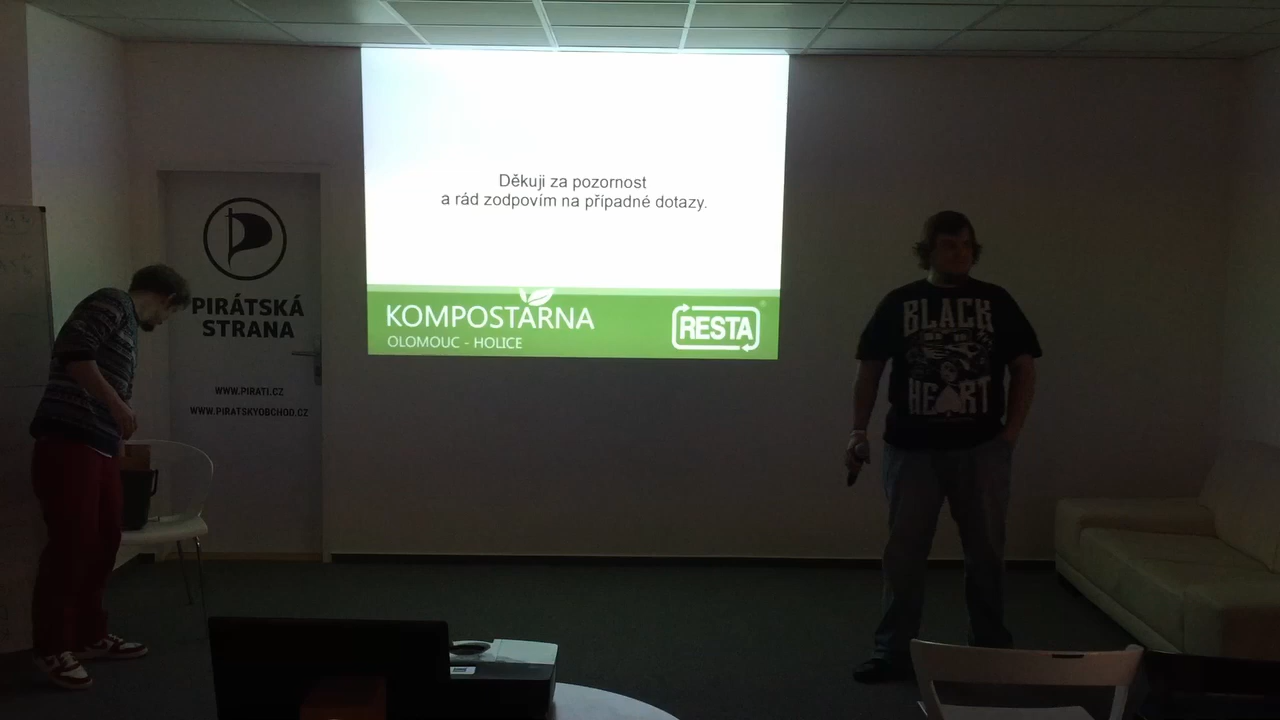 Děkuji za pozornost
a rád zodpovím na případné dotazy.
KOMPOSTÁRNA
OLOMOUC - HOLICE
RESTA
PIRÁTSKÁ
STRANA
WWW.PIRATI.CZ
WWW.PIRATSKYOBCHOD.CZ
BLACK
HEART